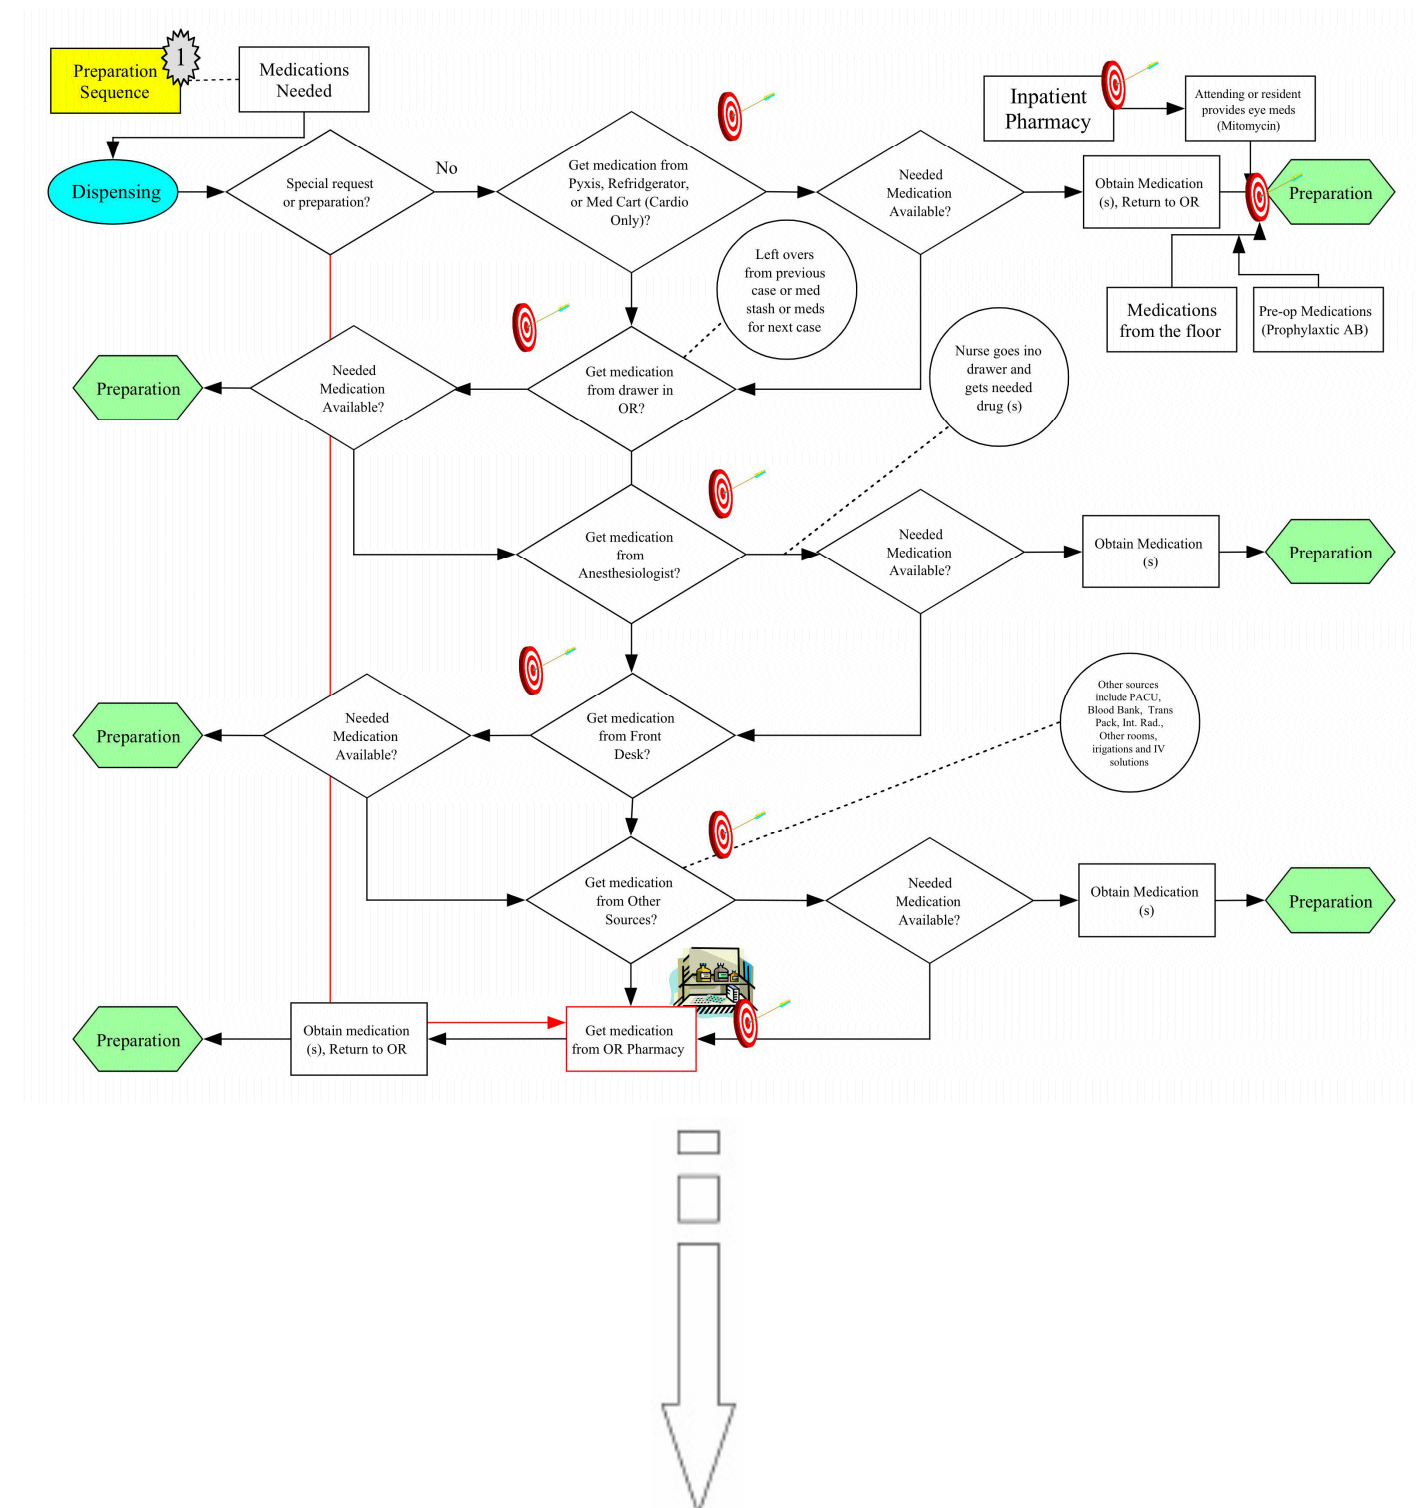 Preparation
Sequence
1
Medications
Needed
Inpatient
Pharmacy
Attending or resident
provides eye meds
(Mitomycin)
Dispensing
Special request
or preparation?
No
Get medication from
Pyxis, Refridgerator,
or Med Cart (Cardio
Only)?
Needed
Medication
Available?
Obtain Medication
(s), Return to OR
Preparation
Left overs
from previous
case or med
stash or meds
for next case
Medications
from the floor
Pre-op Medications
(Prophylaxtic AB)
Preparation
Needed
Medication
Available?
Get medication
from drawer in
OR?
Nurse goes ino
drawer and
gets needed
drug (s)
Get medication
from
Anesthesiologist?
Needed
Medication
Available?
Obtain Medication
(s)
Preparation
Preparation
Needed
Medication
Available?
Get medication
from Front
Desk?
Other sources
include PACU,
Blood Bank, Trans
Pack, Int. Rad.,
Other rooms,
irigations and IV
solutions
Get medication
from Other
Sources?
Needed
Medication
Available?
Obtain Medication
(s)
Preparation
Preparation
Obtain medication
(s), Return to OR
Get medication
from OR Pharmacy